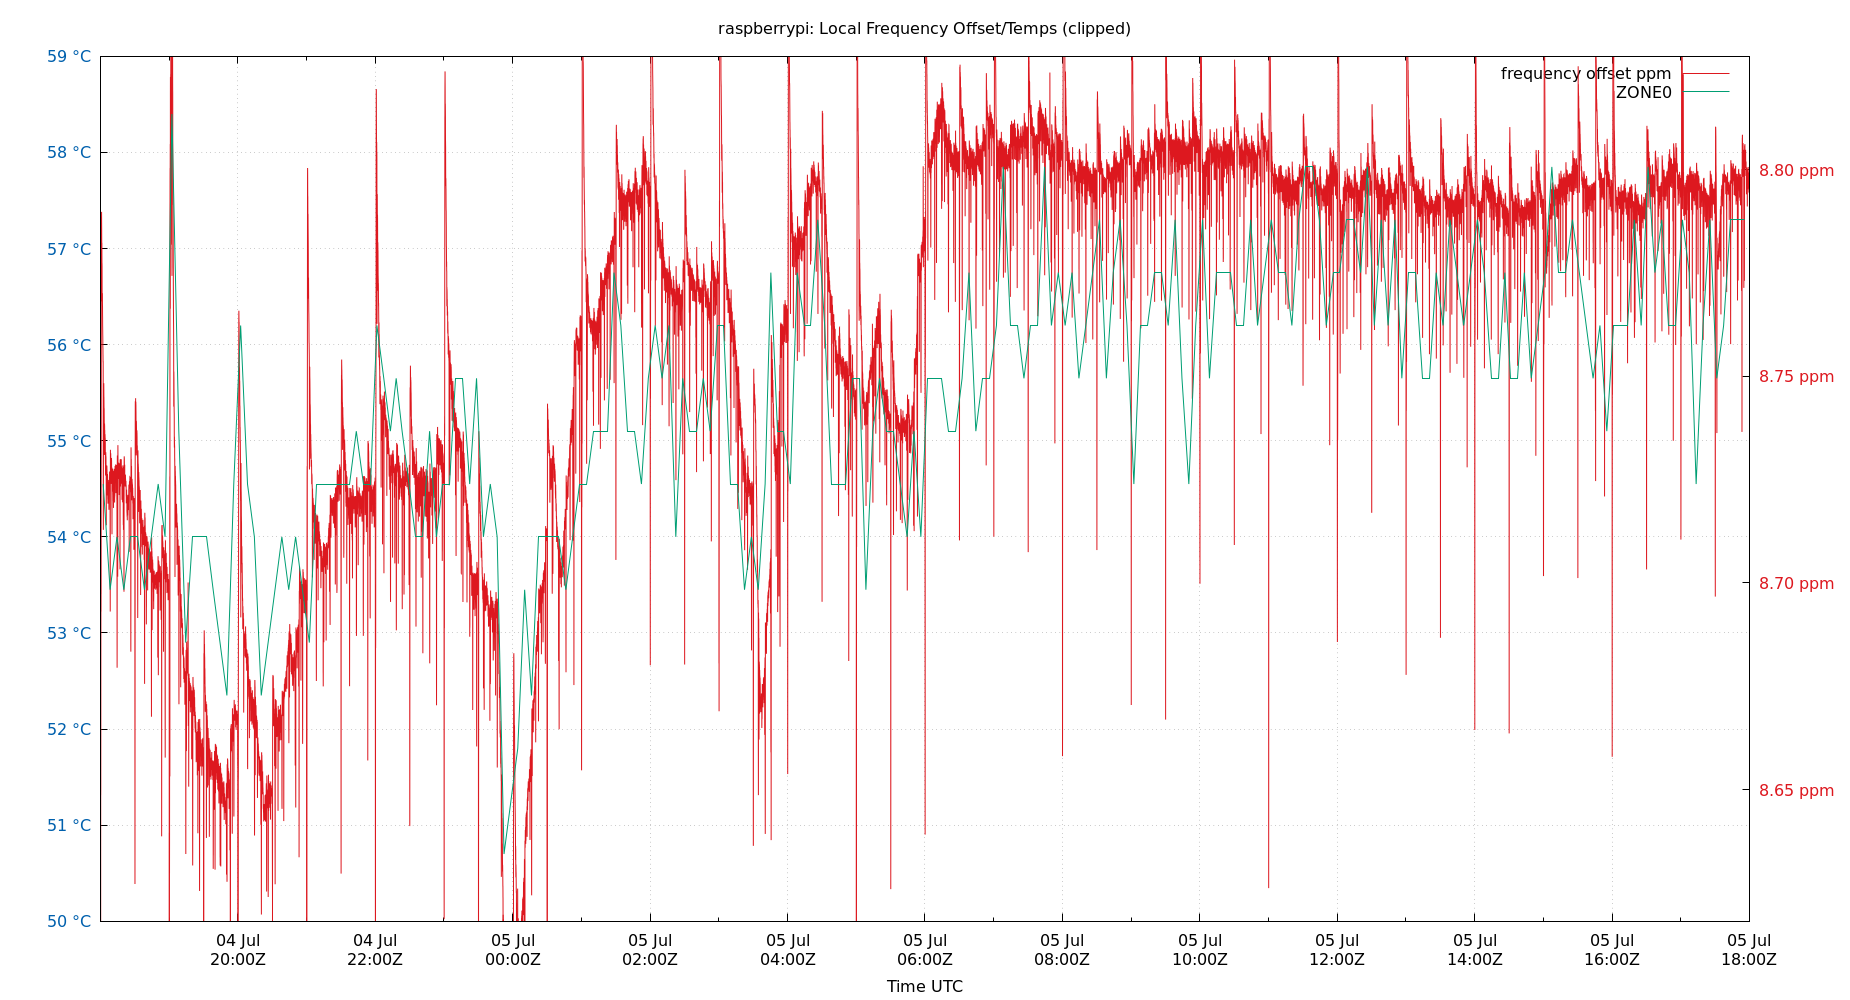 raspberrypi: Local Frequency Offset/Temps (clipped)
59 °C
58 °C
57 °C
56 °C
55 °C
54 °C
53 °C
52 °C
51 °C
50 °C
frequency offset ppm
ZONE0
8.80 ppm
8.75 ppm
8.70 ppm
8.65 ppm
04 Jul 04 Jul 05 Jul 05 Jul 05 Jul 05 Jul 05 Jul 05 Jul 05 Jul 05 Jul 05 Jul 05 Jul
20:00Z 22:00Z 00:00Z 02:00Z 04:00Z 06:00Z 08:00Z 10:00Z 12:00Z 14:00Z 16:00Z 18:00Z
Time UTC